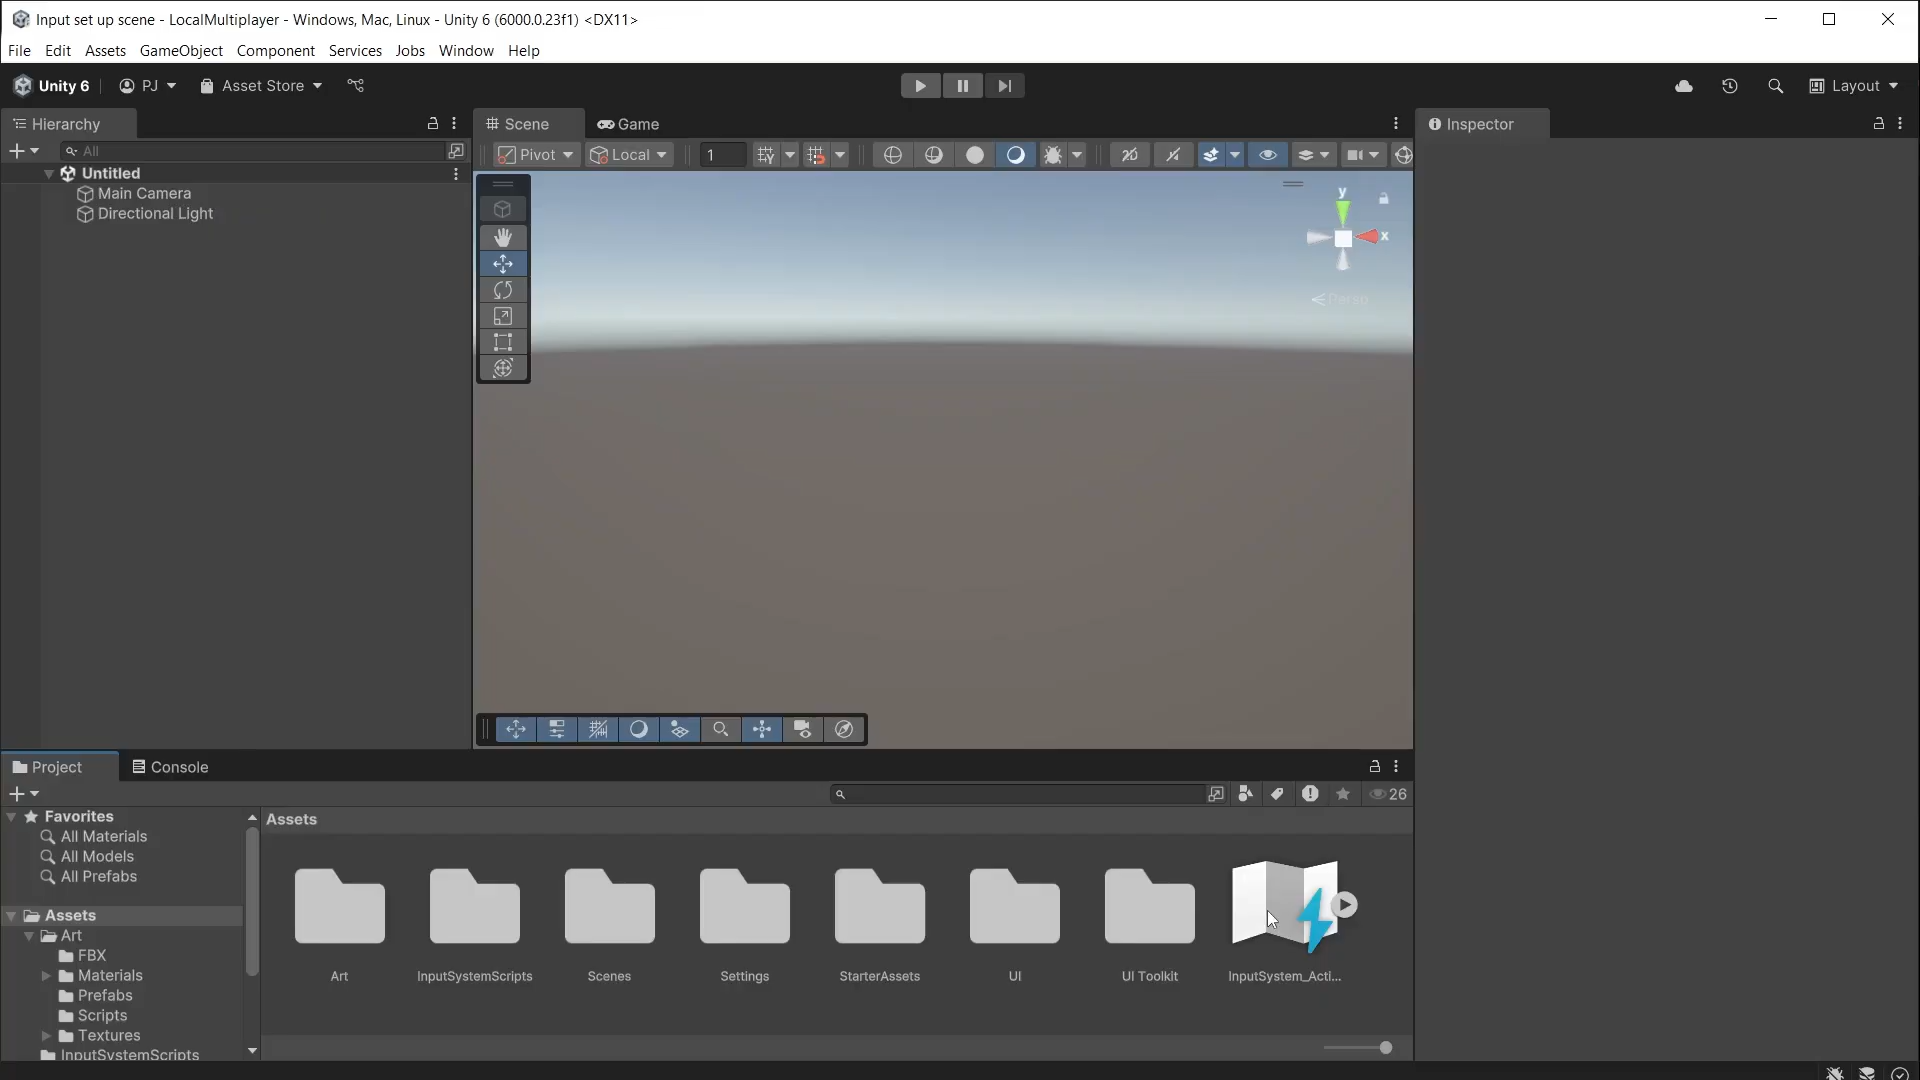 Input set up scene - LocalMultiplayer - Windows, Mac, Linux - Unity 6 (6000.0.23f1) <DX11>
File Edit Assets GameObject Component Services Jobs Window Help
Unity 6 PJ Asset Store Layout
Hierarchy
Scene Game
Inspector
All
Pivot Local 1 2D
Untitled
Main Camera
Directional Light
y
x
Persp
Project Console
26
Favorites
All Materials
All Models
All Prefabs
Assets
Art
FBX
Materials
Prefabs
Scripts
Textures
InputSystemScripts
Assets
Art InputSystemScripts Scenes Settings StarterAssets UI UI Toolkit InputSystem_Acti...